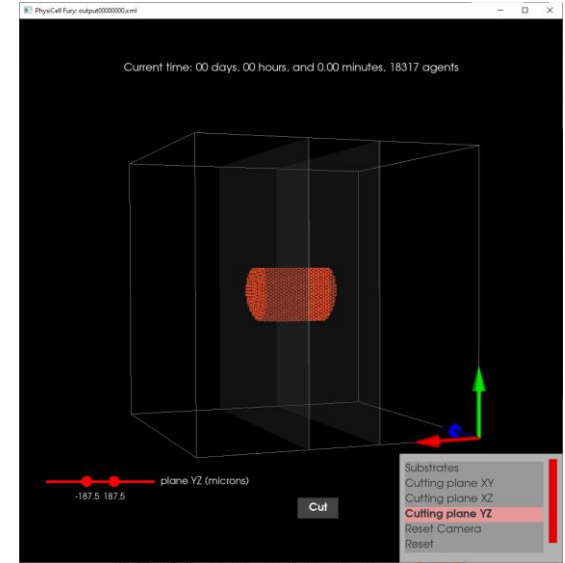 PhysiCell Fury: output00000000.xml
Current time: 00 days, 00 hours, and 0.00 minutes, 18317 agents
plane YZ (microns)
-187.5 187.5
Cut
Substrates
Cutting plane XY
Cutting plane XZ
Cutting plane YZ
Reset Camera
Reset